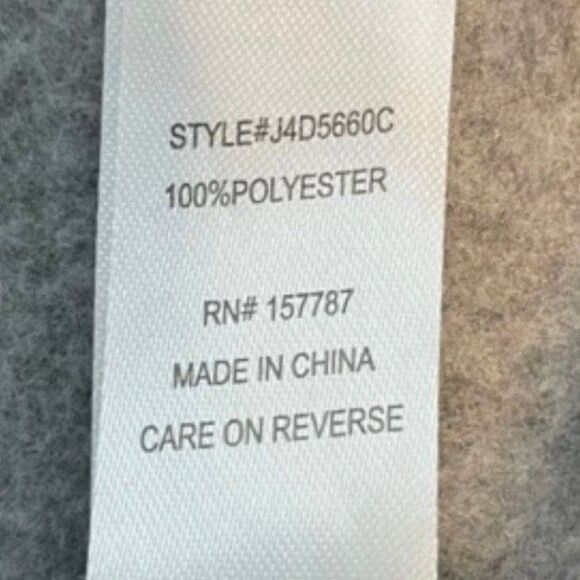 STYLE#J4D5660C
100%POLYESTER
RN# 157787
MADE IN CHINA
CARE ON REVERSE